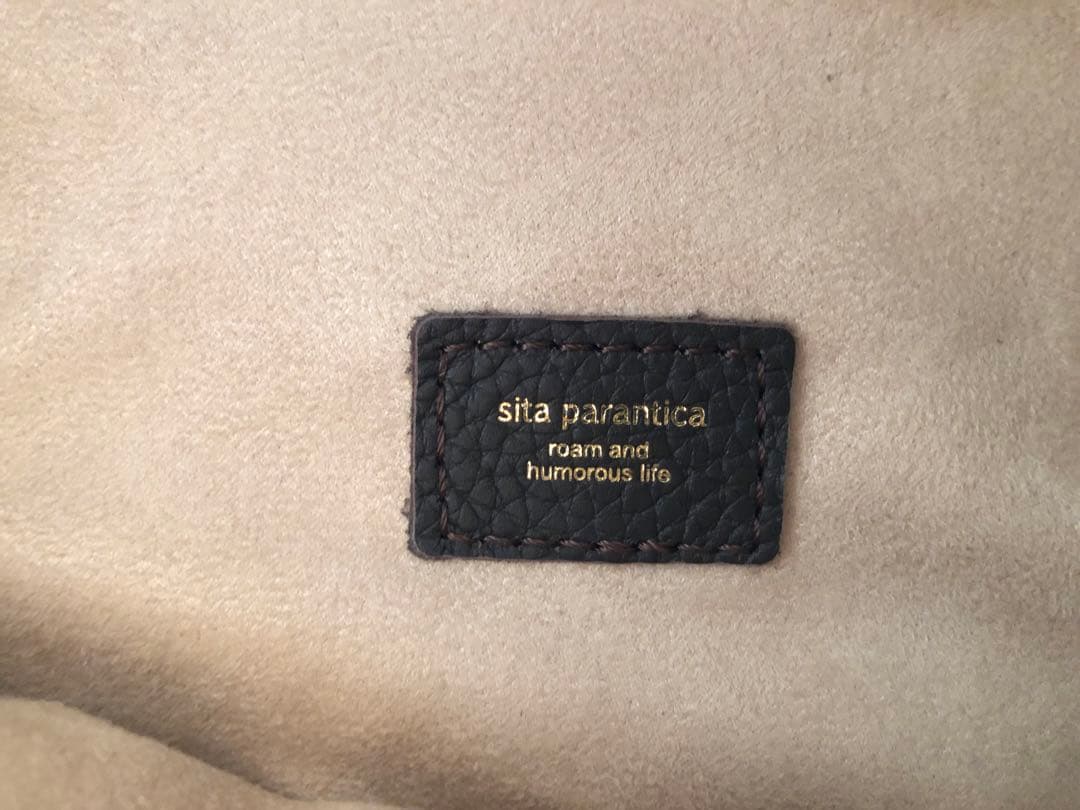 sita parantica
roam and
humorous life